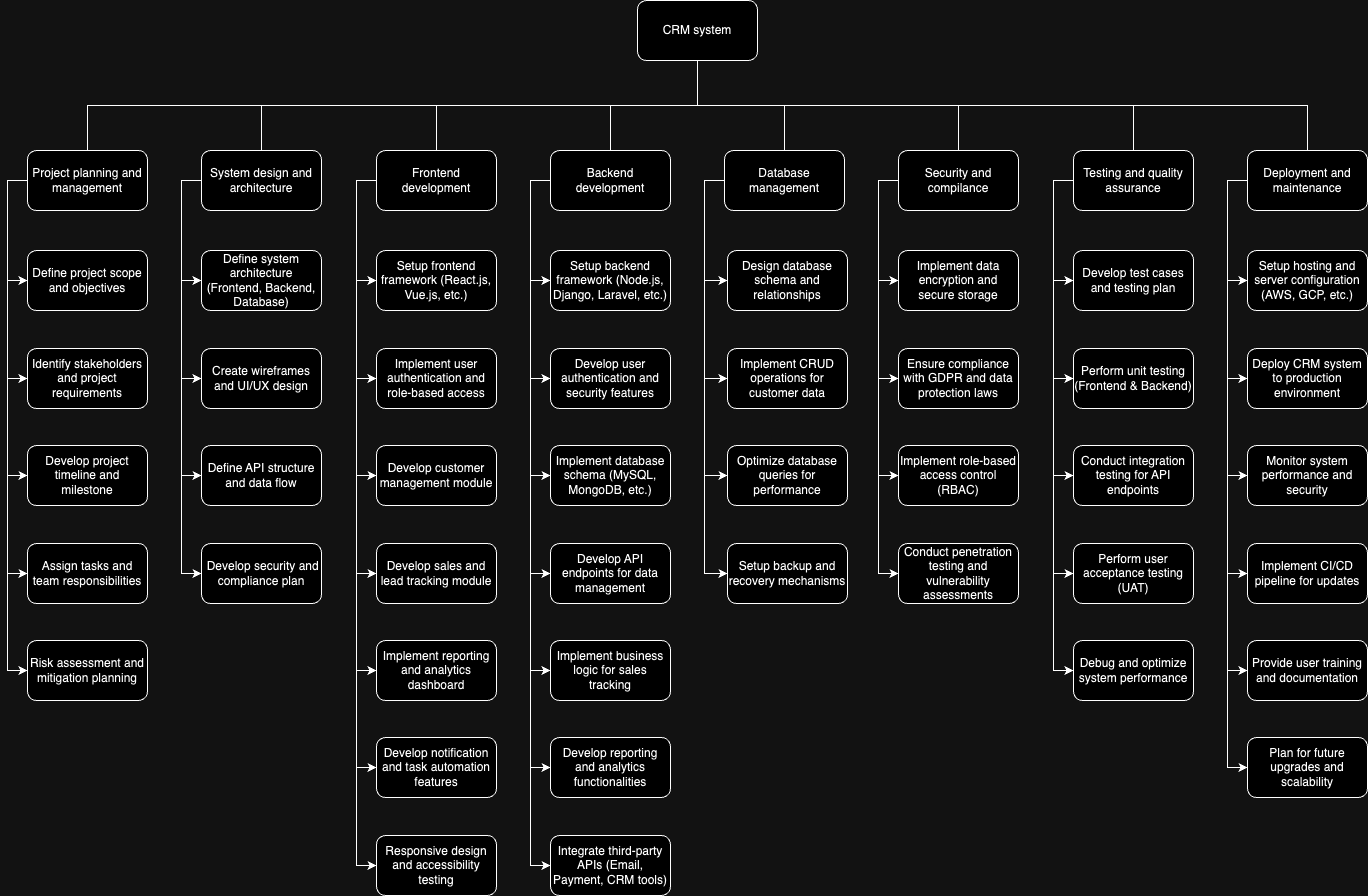 CRM system
Project planning and
management
System design and
architecture
Frontend
development
Backend
development
Database
management
Security and
compilance
Testing and quality
assurance
Deployment and
maintenance
Define project scope
and objectives
Define system
architecture
(Frontend, Backend,
Database)
Setup frontend
framework (React.js,
Vue.js, etc.)
Setup backend
framework (Node.js,
Django, Laravel, etc.)
Design database
schema and
relationships
Implement data
encryption and
secure storage
Develop test cases
and testing plan
Setup hosting and
server configuration
(AWS, GCP, etc.)
Identify stakeholders
and project
requirements
Create wireframes
and UI/UX design
Implement user
authentication and
role-based access
Develop user
authentication and
security features
Implement CRUD
operations for
customer data
Ensure compliance
with GDPR and data
protection laws
Perform unit testing
(Frontend & Backend)
Deploy CRM system
to production
environment
Develop project
timeline and
milestone
Define API structure
and data flow
Develop customer
management module
Implement database
schema (MySQL,
MongoDB, etc.)
Optimize database
queries for
performance
Implement role-based
access control
(RBAC)
Conduct integration
testing for API
endpoints
Monitor system
performance and
security
Assign tasks and
team responsibilities
Develop security and
compliance plan
Develop sales and
lead tracking module
Develop API
endpoints for data
management
Setup backup and
recovery mechanisms
Conduct penetration
testing and
vulnerability
assessments
Perform user
acceptance testing
(UAT)
Implement CI/CD
pipeline for updates
Risk assessment and
mitigation planning
Implement reporting
and analytics
dashboard
Implement business
logic for sales
tracking
Debug and optimize
system performance
Provide user training
and documentation
Develop notification
and task automation
features
Develop reporting
and analytics
functionalities
Plan for future
upgrades and
scalability
Responsive design
and accessibility
testing
Integrate third-party
APIs (Email,
Payment, CRM tools)